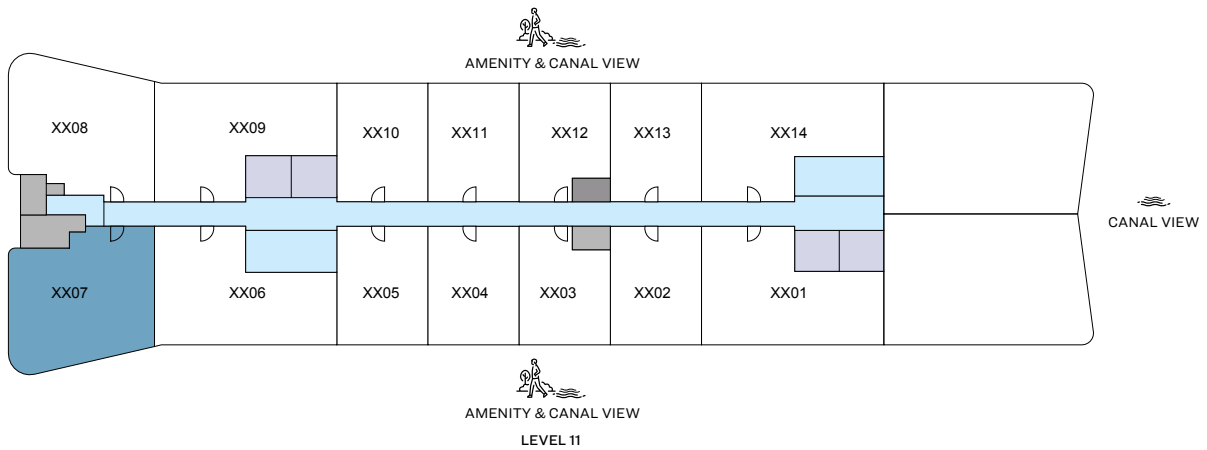 AMENITY & CANAL VIEW
XX08
XX09
XX10
XX11
XX12
XX13
XX14
CANAL VIEW
XX07
XX06
XX05
XX04
XX03
XX02
XX01
AMENITY & CANAL VIEW
LEVEL 11